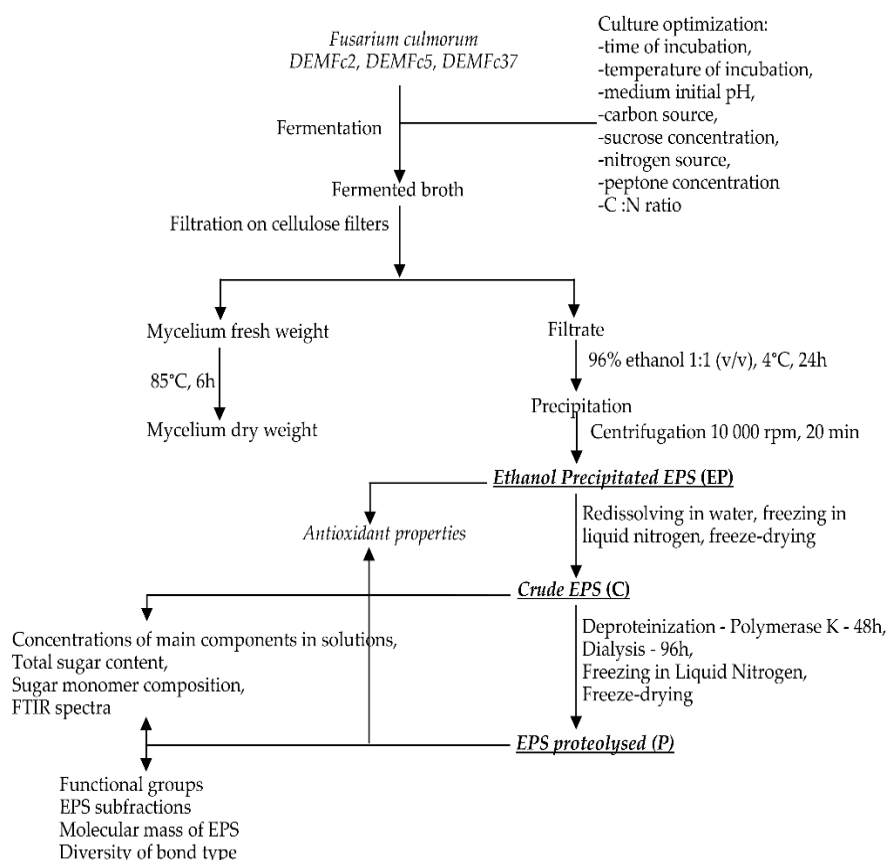 Fusarium culmorum
DEMFc2, DEMFc5, DEMFc37
Culture optimization:
-time of incubation,
-temperature of incubation,
-medium initial pH,
-carbon source,
-sucrose concentration,
-nitrogen source,
-peptone concentration
-C :N ratio
Fermentation
Fermented broth
Filtration on cellulose filters
Mycelium fresh weight
Filtrate
85°C, 6h
96% ethanol 1:1 (v/v), 4°C, 24h
Mycelium dry weight
Precipitation
Centrifugation 10 000 rpm, 20 min
Ethanol Precipitated EPS (EP)
Antioxidant properties
Redissolving in water, freezing in
liquid nitrogen, freeze-drying
Crude EPS (C)
Concentrations of main components in solutions,
Total sugar content,
Sugar monomer composition,
FTIR spectra
Deproteinization - Polymerase K - 48h,
Dialysis - 96h,
Freezing in Liquid Nitrogen,
Freeze-drying
EPS proteolysed (P)
Functional groups
EPS subfractions
Molecular mass of EPS
Diversity of bond type